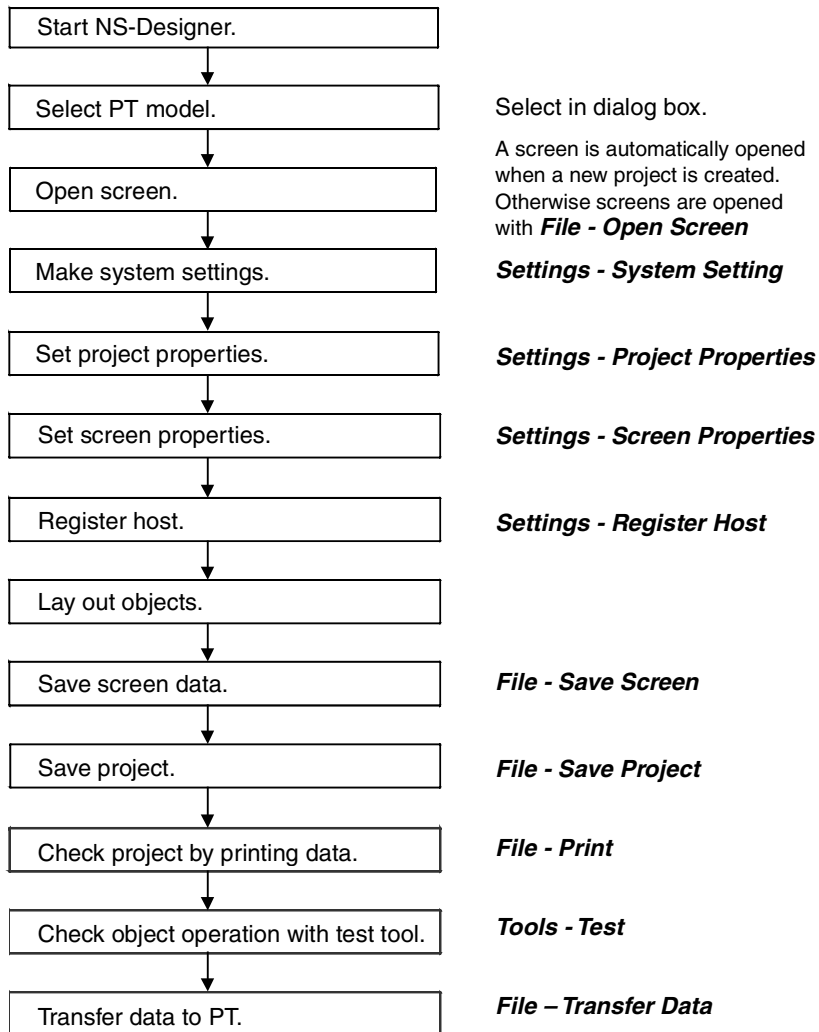 Start NS-Designer.
Select PT model.
Select in dialog box.
Open screen.
A screen is automatically opened
when a new project is created.
Otherwise screens are opened
with File - Open Screen
Make system settings.
Settings - System Setting
Set project properties.
Settings - Project Properties
Set screen properties.
Settings - Screen Properties
Register host.
Settings - Register Host
Lay out objects.
Save screen data.
File - Save Screen
Save project.
File - Save Project
Check project by printing data.
File - Print
Check object operation with test tool.
Tools - Test
Transfer data to PT.
File – Transfer Data